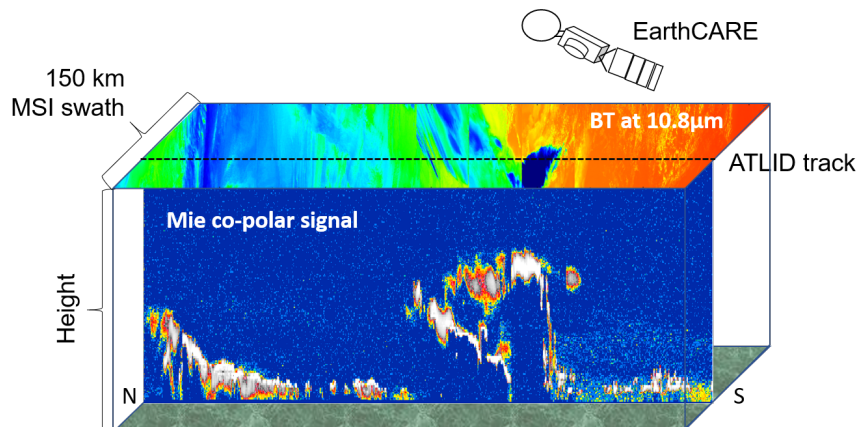 EarthCARE
150 km
MSI swath
BT at 10.8µm
ATLID track
Mie co-polar signal
Height
N
S